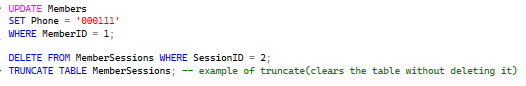 UPDATE Members
SET Phone = '000111'
WHERE MemberID = 1;
DELETE FROM MemberSessions WHERE SessionID = 2;
TRUNCATE TABLE MemberSessions; -- example of truncate(clears the table without deleting it)